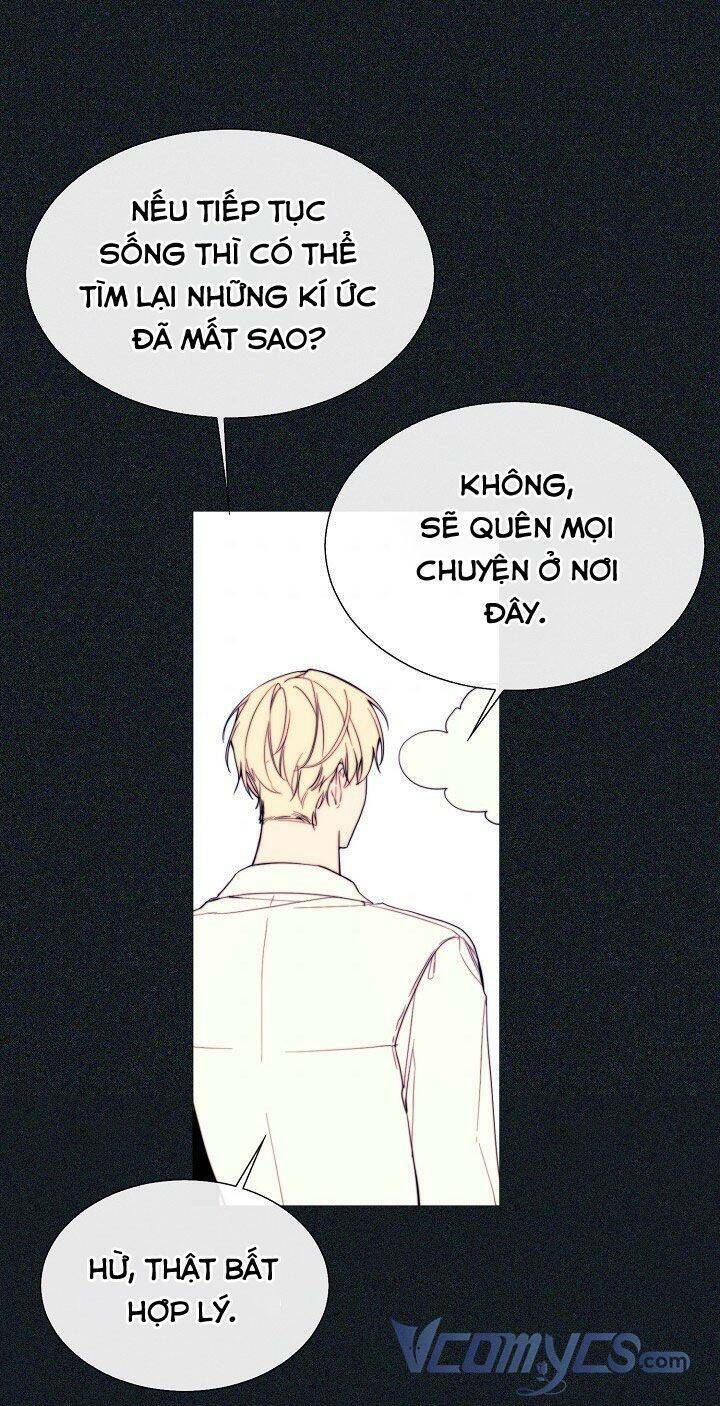 NẾU TIẾP TỤC
SỐNG THÌ CÓ THỂ
TÌM LẠI NHỮNG KÍ ỨC
ĐÃ MẤT SAO?
KHÔNG,
SẼ QUÊN MỌI
CHUYỆN Ở NƠI
ĐÂY.
HỪ, THẬT BẤT
HỢP LÝ.
VCOMYCS.com